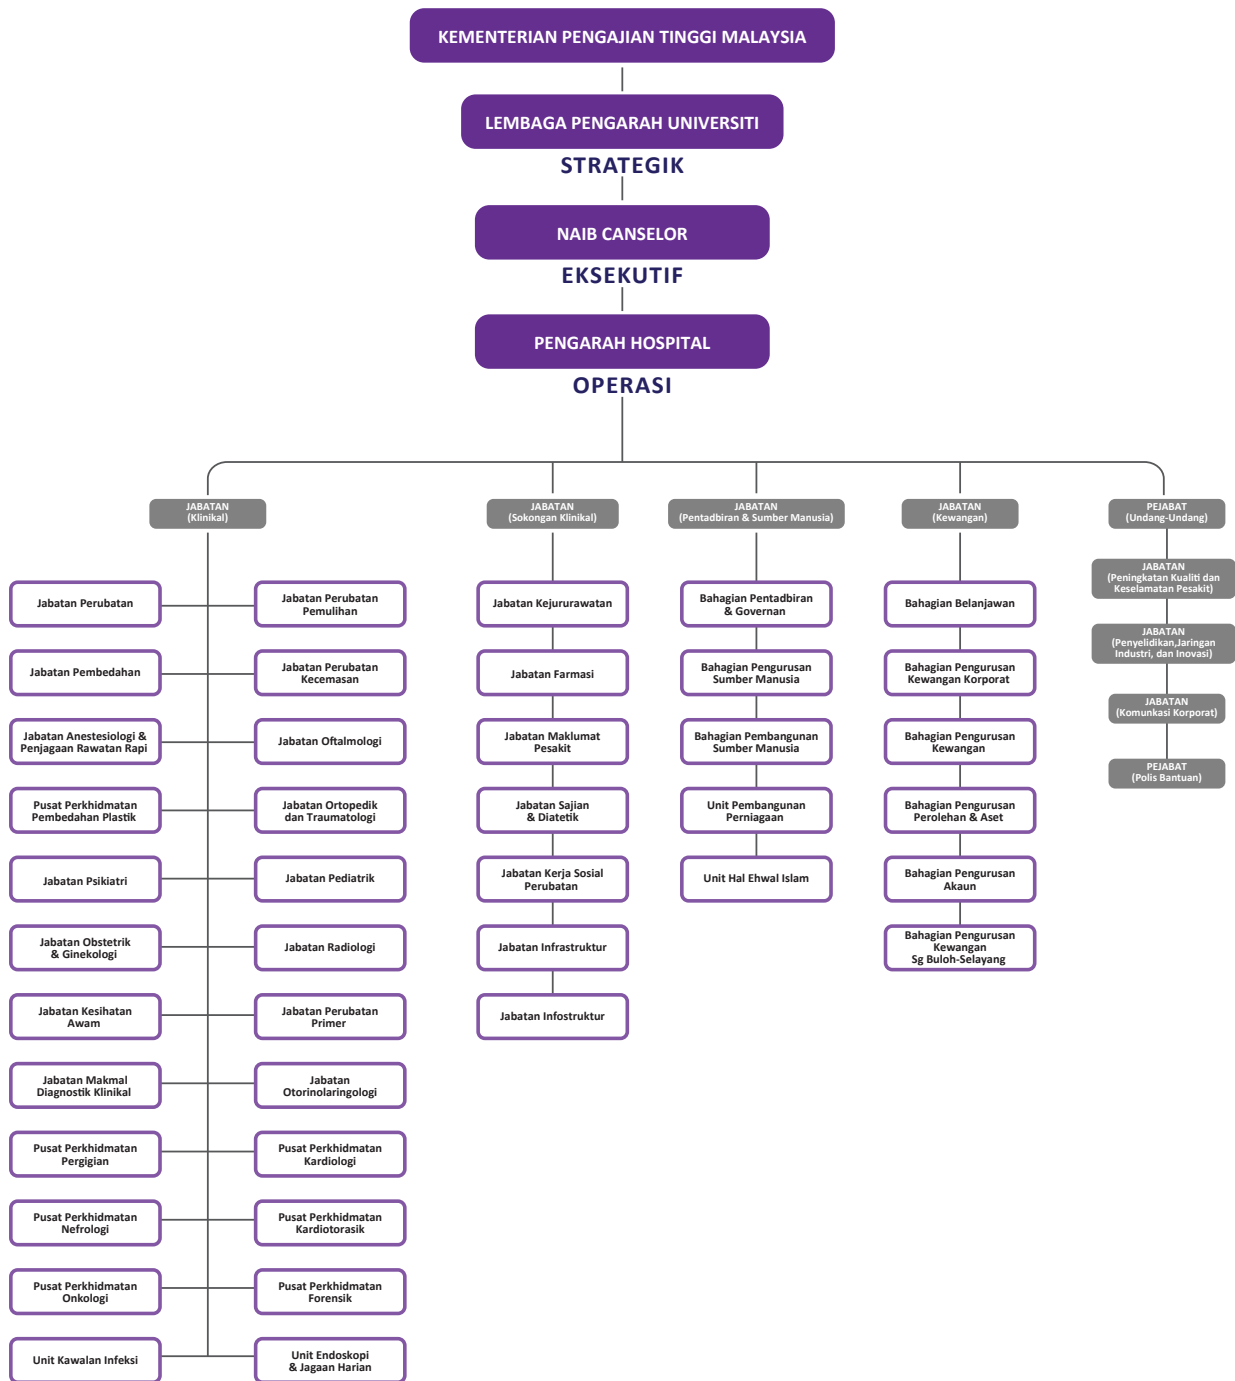 KEMENTERIAN PENGAJIAN TINGGI MALAYSIA
LEMBAGA PENGARAH UNIVERSITI
STRATEGIK
NAIB CANSELOR
EKSEKUTIF
PENGARAH HOSPITAL
OPERASI
JABATAN
(Klinikal)
Jabatan Perubatan
Jabatan Perubatan
Pemulihan
Jabatan Pembedahan
Jabatan Perubatan
Kecemasan
Jabatan Anestesiologi &
Penjagaan Rawatan Rapi
Jabatan Oftalmologi
Pusat Perkhidmatan
Pembedahan Plastik
Jabatan Ortopedik
dan Traumatologi
Jabatan Psikiatri
Jabatan Pediatrik
Jabatan Obstetrik
& Ginekologi
Jabatan Radiologi
Jabatan Kesihatan
Awam
Jabatan Perubatan
Primer
Jabatan Makmal
Diagnostik Klinikal
Jabatan
Otorinolaringologi
Pusat Perkhidmatan
Pergigian
Pusat Perkhidmatan
Kardiologi
Pusat Perkhidmatan
Nefrologi
Pusat Perkhidmatan
Kardiotorasik
Pusat Perkhidmatan
Onkologi
Pusat Perkhidmatan
Forensik
Unit Kawalan Infeksi
Unit Endoskopi
& Jagaan Harian
JABATAN
(Sokongan Klinikal)
Jabatan Kejururawatan
Jabatan Farmasi
Jabatan Maklumat
Pesakit
Jabatan Sajian
& Diatetik
Jabatan Kerja Sosial
Perubatan
Jabatan Infrastruktur
Jabatan Infostruktur
JABATAN
(Pentadbiran & Sumber Manusia)
Bahagian Pentadbiran
& Governan
Bahagian Pengurusan
Sumber Manusia
Bahagian Pembangunan
Sumber Manusia
Unit Pembangunan
Perniagaan
Unit Hal Ehwal Islam
JABATAN
(Kewangan)
Bahagian Belanjawan
Bahagian Pengurusan
Kewangan Korporat
Bahagian Pengurusan
Kewangan
Bahagian Pengurusan
Perolehan & Aset
Bahagian Pengurusan
Akaun
Bahagian Pengurusan
Kewangan
Sg Buloh-Selayang
PEJABAT
(Undang-Undang)
JABATAN
(Peningkatan Kualiti dan
Keselamatan Pesakit)
JABATAN
(Penyelidikan,Jaringan
Industri, dan Inovasi)
JABATAN
(Komunkasi Korporat)
PEJABAT
(Polis Bantuan)